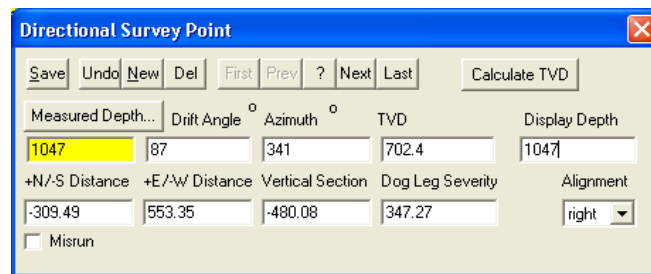 Directional Survey Point
Save Undo New Del First Prev ? Next Last Calculate TVD
Measured Depth... Drift Angle o Azimuth o TVD Display Depth
1047 87 341 702.4 1047
+N/-S Distance +E/-W Distance Vertical Section Dog Leg Severity Alignment
-309.49 553.35 -480.08 347.27 right
Misrun